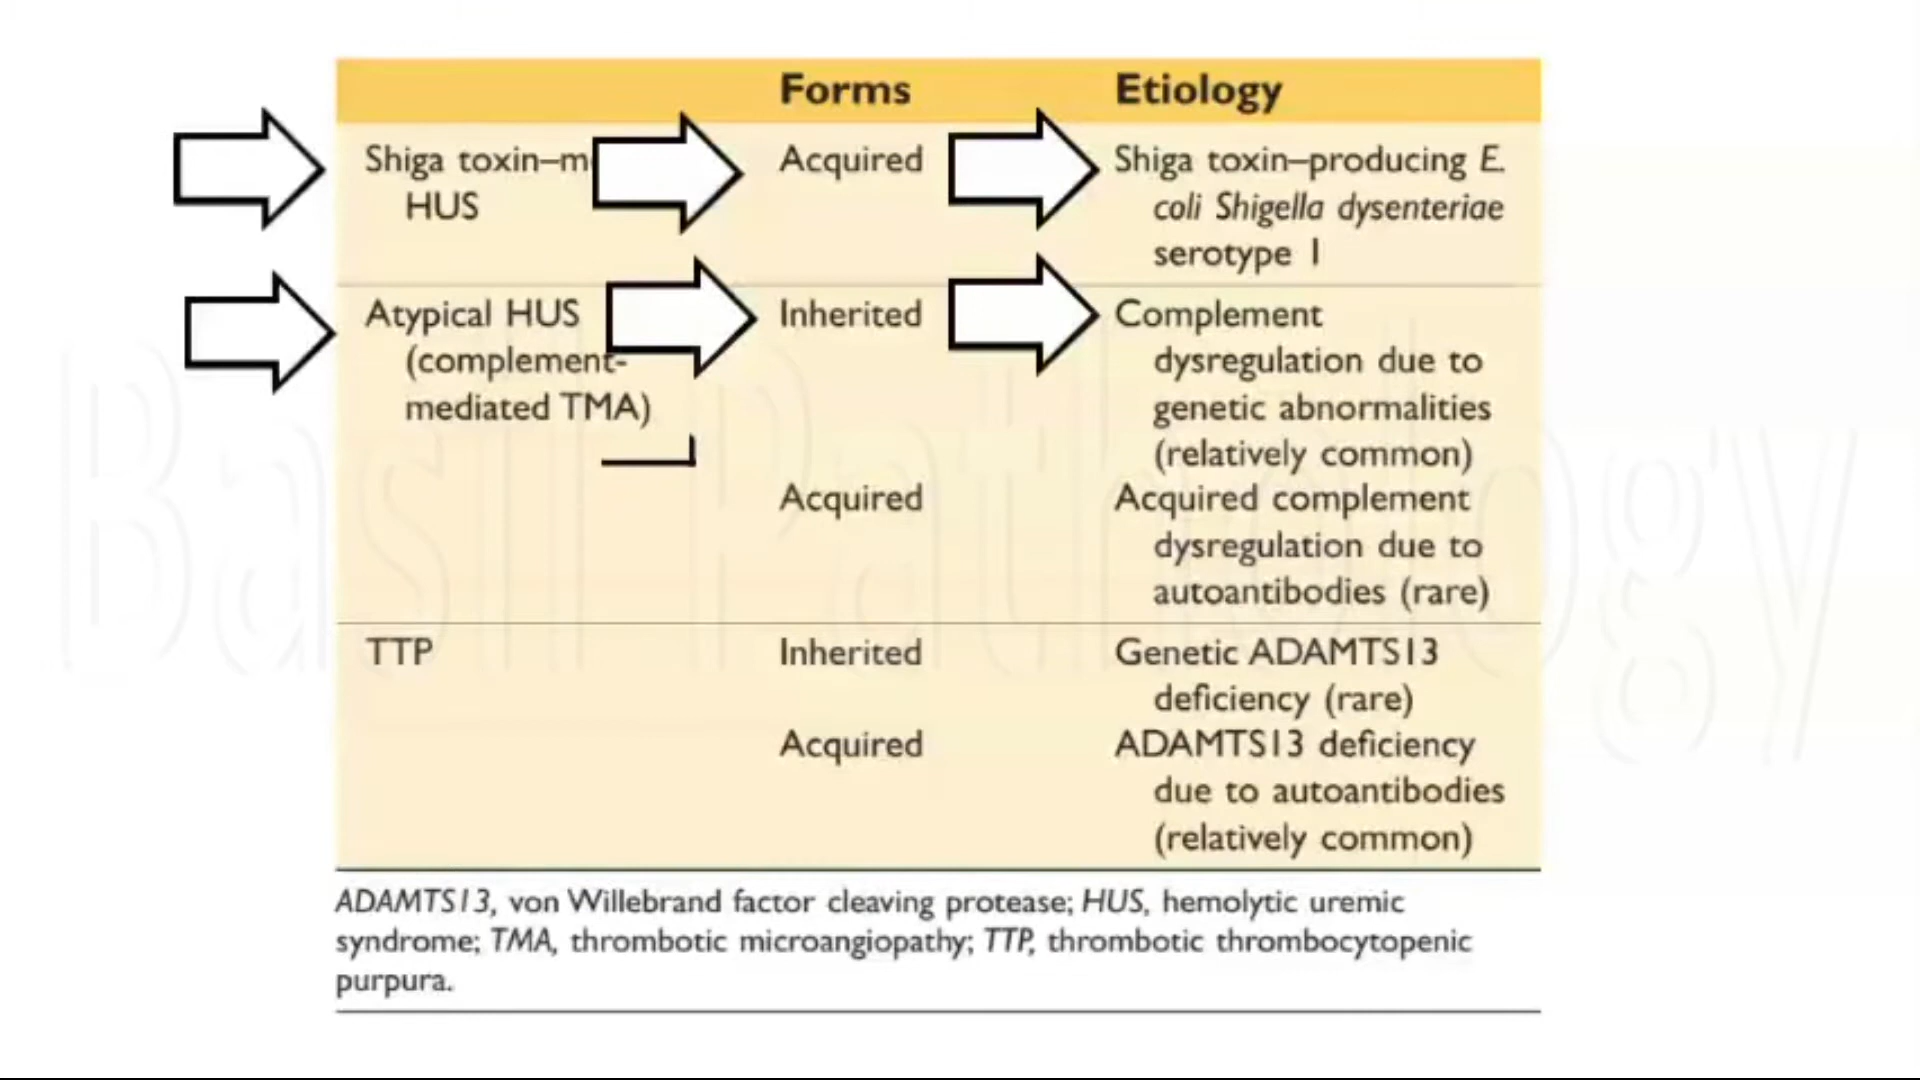 Forms Etiology
Shiga toxin–m Acquired Shiga toxin–producing E.
HUS coli Shigella dysenteriae
serotype 1
Atypical HUS Inherited Complement
(complement- dysregulation due to
mediated TMA) genetic abnormalities
(relatively common)
Acquired Acquired complement
dysregulation due to
autoantibodies (rare)
TTP Inherited Genetic ADAMTS13
deficiency (rare)
Acquired ADAMTS13 deficiency
due to autoantibodies
(relatively common)
ADAMTS13, von Willebrand factor cleaving protease; HUS, hemolytic uremic
syndrome; TMA, thrombotic microangiopathy; TTP, thrombotic thrombocytopenic
purpura.
Basil Pathology